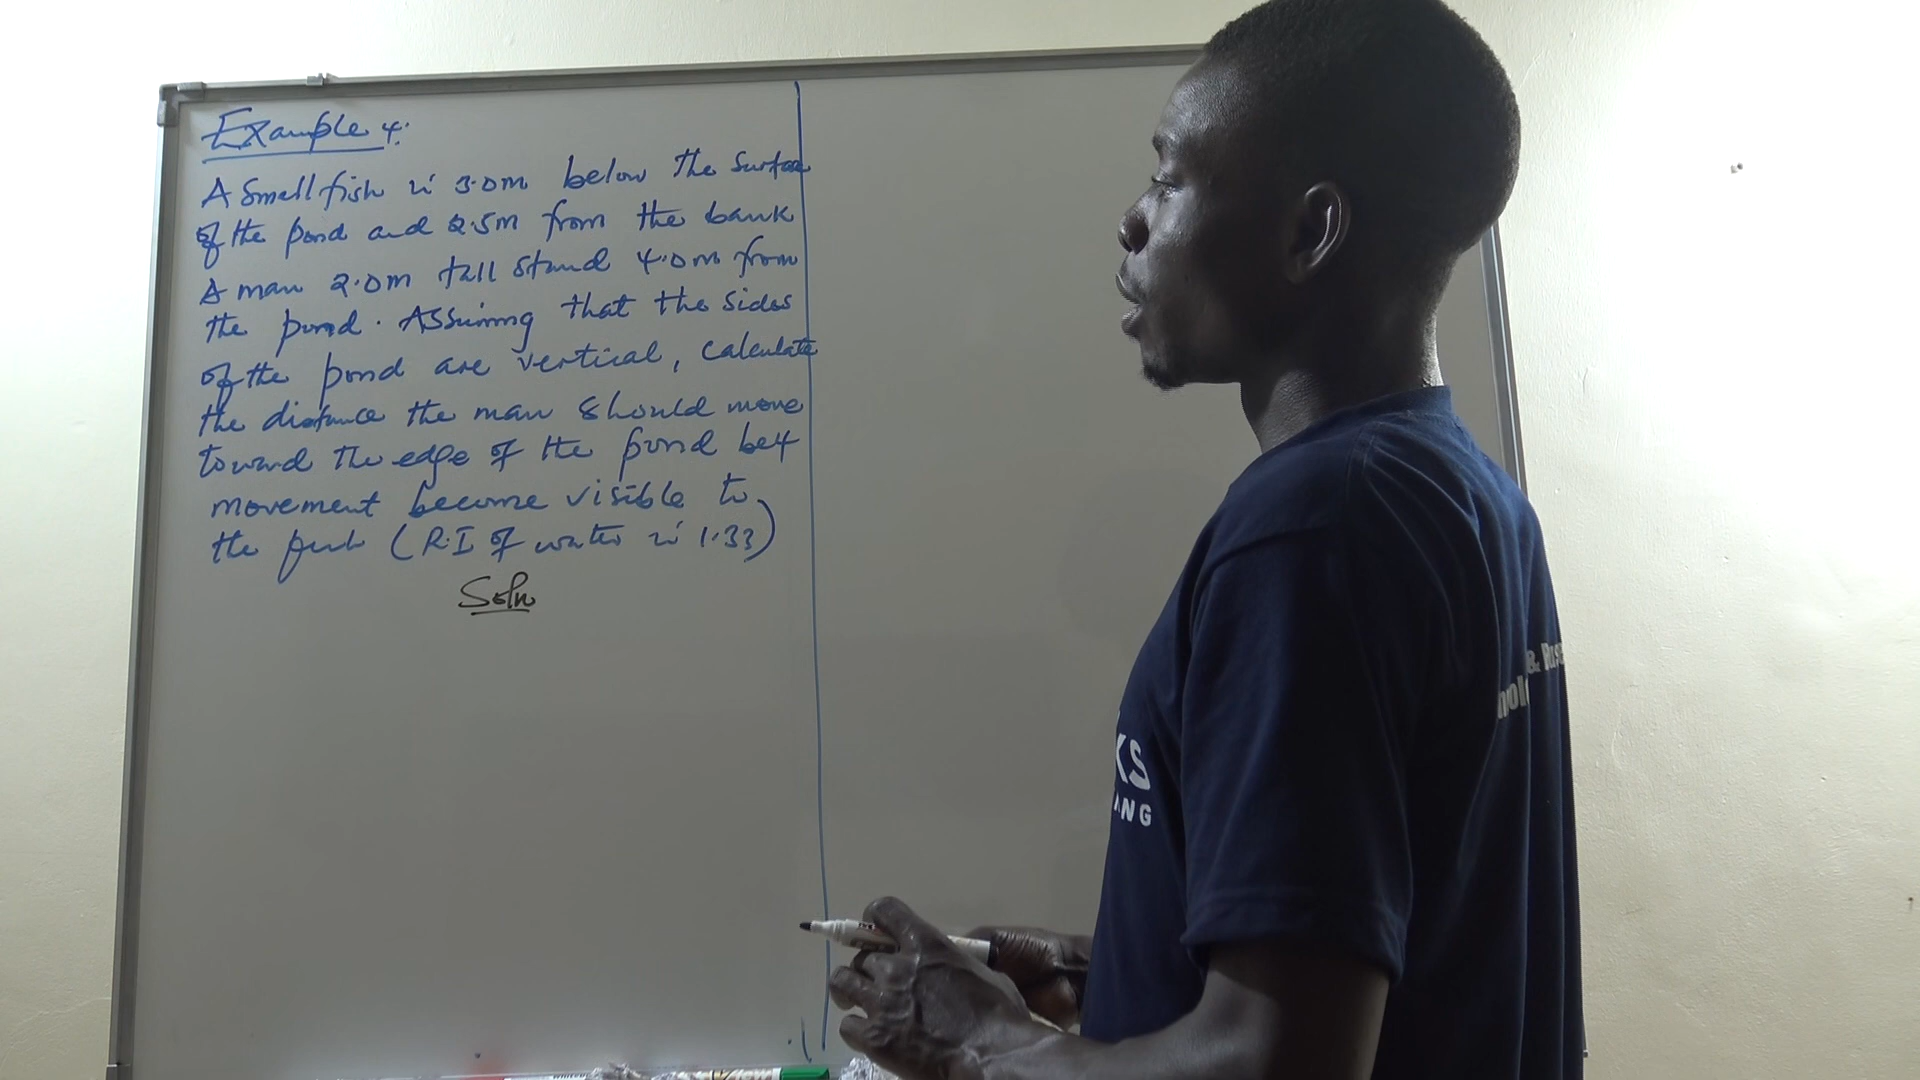 Example 4:
A small fish is 3.0m below the surface
of the pond and 2.5m from the bank
A man 2.0m tall stand 4.0m from
the pond. Assuming that the sides
of the pond are vertical, calculate
the distance the man should move
toward the edge of the pond bef
movement become visible to
the fish (R.I of water is 1.33)
Soln
KS
ANG
&